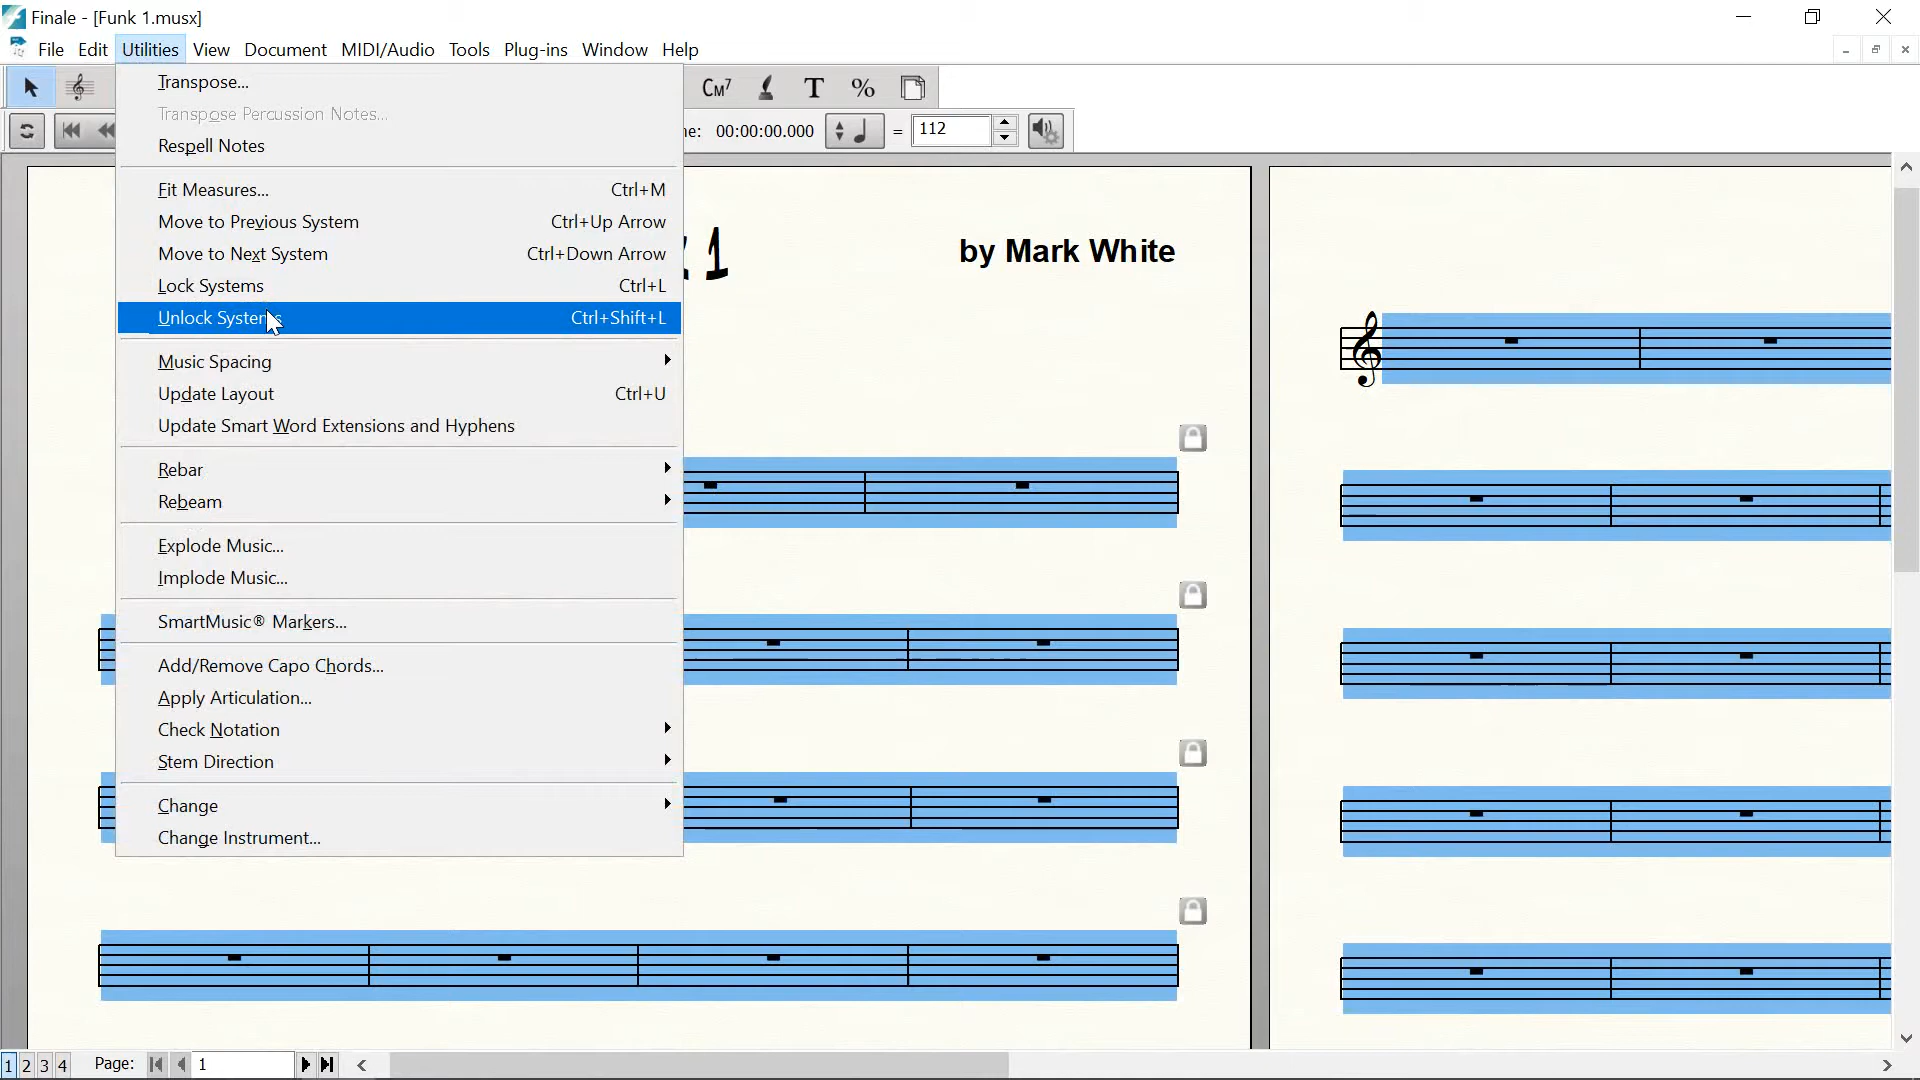 Finale - [Funk 1.musx]
File Edit Utilities View Document MIDI/Audio Tools Plug-ins Window Help
Transpose...
CM7 T %
Transpose Percussion Notes...
00:00:00.000 = 112
Respell Notes
Fit Measures... Ctrl+M
Move to Previous System Ctrl+Up Arrow
Move to Next System Ctrl+Down Arrow
1 by Mark White
Lock Systems Ctrl+L
Unlock Systems Ctrl+Shift+L
Music Spacing
Update Layout Ctrl+U
Update Smart Word Extensions and Hyphens
Rebar
Rebeam
Explode Music...
Implode Music...
SmartMusic® Markers...
Add/Remove Capo Chords...
Apply Articulation...
Check Notation
Stem Direction
Change
Change Instrument...
1 2 3 4 Page: 1